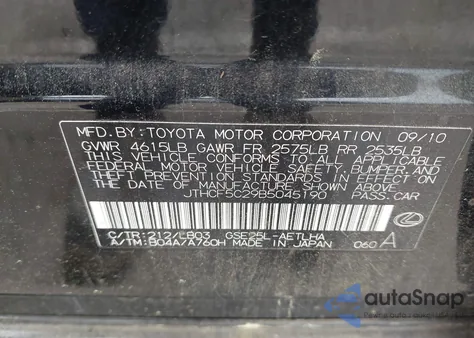 MFD. BY: TOYOTA MOTOR CORPORATION 09/10
GVWR 4615LB GAWR FR 2575LB RR 2535LB
THIS VEHICLE CONFORMS TO ALL APPLICABLE
FEDERAL MOTOR VEHICLE SAFETY, BUMPER, AND
THEFT PREVENTION STANDARDS IN EFFECT ON
THE DATE OF MANUFACTURE SHOWN ABOVE.
JTHCF5C29B5045190 PASS.CAR
C/TR:212/LB03 GSE25L-AETLHA
A/TM:B04A/A760H MADE IN JAPAN 060 A
autoSnap